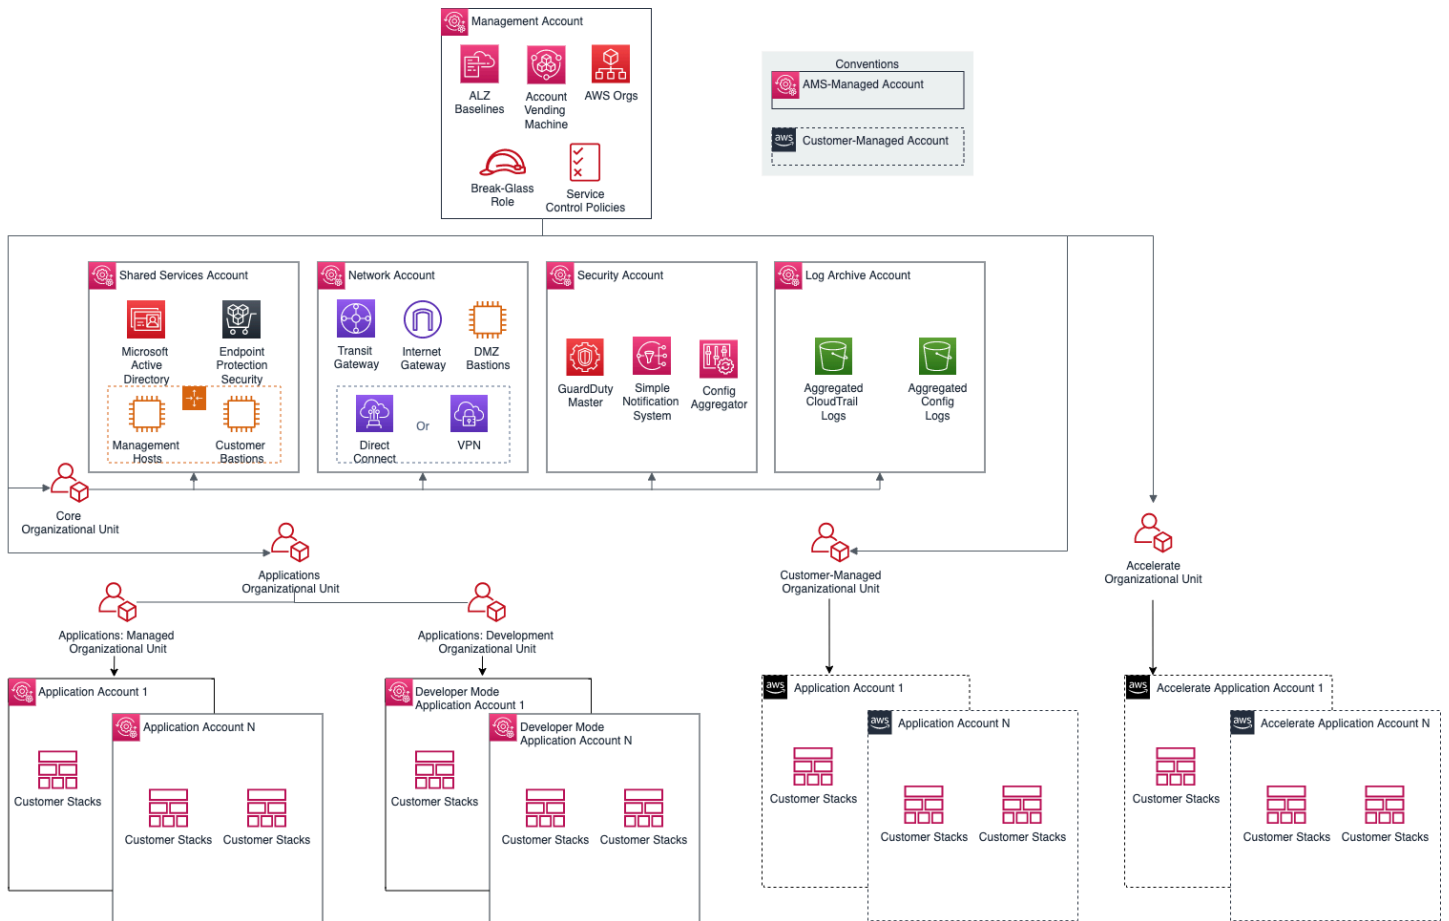 Management Account
ALZ
Baselines
Account
Vending
Machine
AWS Orgs
Break-Glass
Role
Service
Control Policies
Conventions
AMS-Managed Account
aws
Customer-Managed Account
Shared Services Account
Microsoft
Active
Directory
Endpoint
Protection
Security
Management
Hosts
Customer
Bastions
Network Account
Transit
Gateway
Internet
Gateway
DMZ
Bastions
Direct
Connect
Or
VPN
Security Account
GuardDuty
Master
Simple
Notification
System
Config
Aggregator
Log Archive Account
Aggregated
CloudTrail
Logs
Aggregated
Config
Logs
Core
Organizational Unit
Applications
Organizational Unit
Customer-Managed
Organizational Unit
Accelerate
Organizational Unit
Applications: Managed
Organizational Unit
Applications: Development
Organizational Unit
Application Account 1
Customer Stacks
Application Account N
Customer Stacks
Customer Stacks
Developer Mode
Application Account 1
Customer Stacks
Developer Mode
Application Account N
Customer Stacks
Customer Stacks
aws
Application Account 1
Customer Stacks
aws
Application Account N
Customer Stacks
Customer Stacks
aws
Accelerate Application Account 1
Customer Stacks
aws
Accelerate Application Account N
Customer Stacks
Customer Stacks